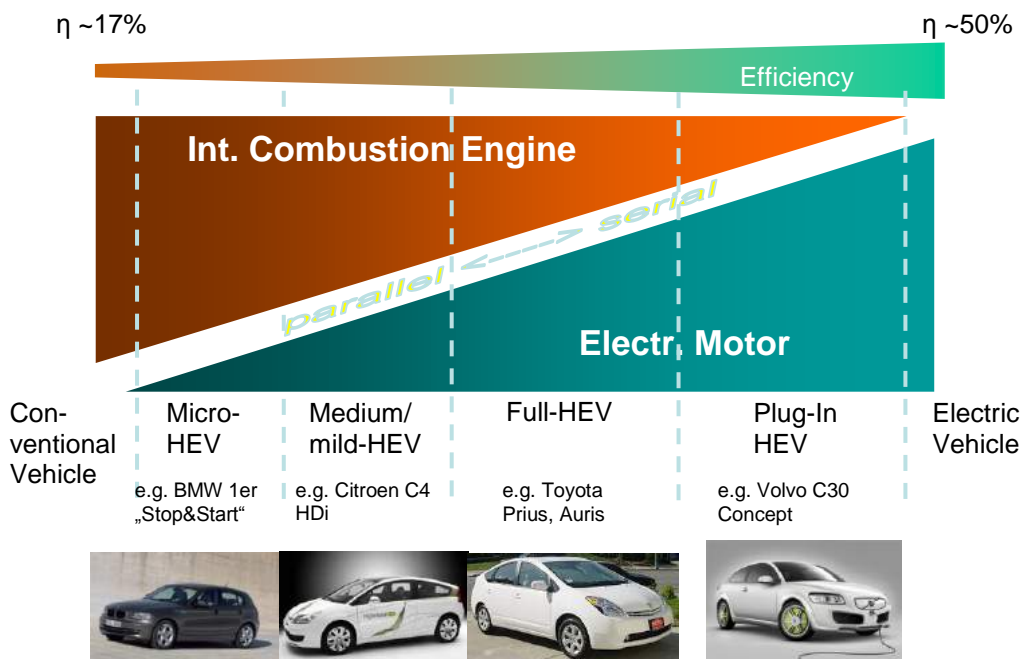 η ~17%
η ~50%
Efficiency
Int. Combustion Engine
parallel <----> serial
Electr. Motor
Con-
ventional
Vehicle
Micro-
HEV
Medium/
mild-HEV
Full-HEV
Plug-In
HEV
Electric
Vehicle
e.g. BMW 1er
„Stop&Start“
e.g. Citroen C4
HDi
e.g. Toyota
Prius, Auris
e.g. Volvo C30
Concept